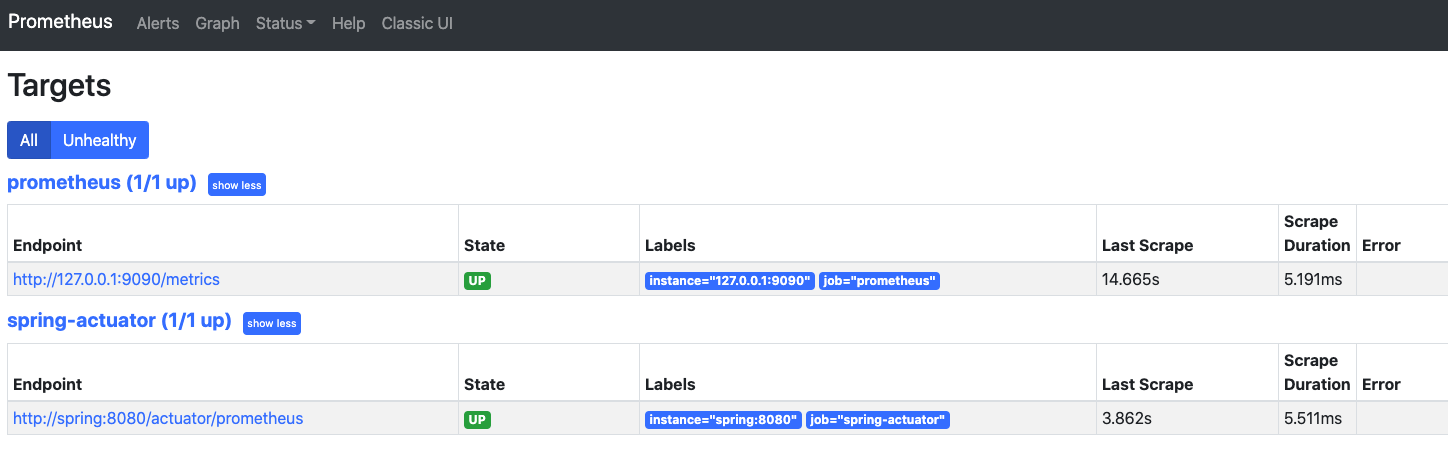 Prometheus Alerts Graph Status Help Classic UI
Targets
All Unhealthy
prometheus (1/1 up) show less
Endpoint State Labels Last Scrape Scrape Duration Error
http://127.0.0.1:9090/metrics UP instance="127.0.0.1:9090" job="prometheus" 14.665s 5.191ms
spring-actuator (1/1 up) show less
Endpoint State Labels Last Scrape Scrape Duration Error
http://spring:8080/actuator/prometheus UP instance="spring:8080" job="spring-actuator" 3.862s 5.511ms